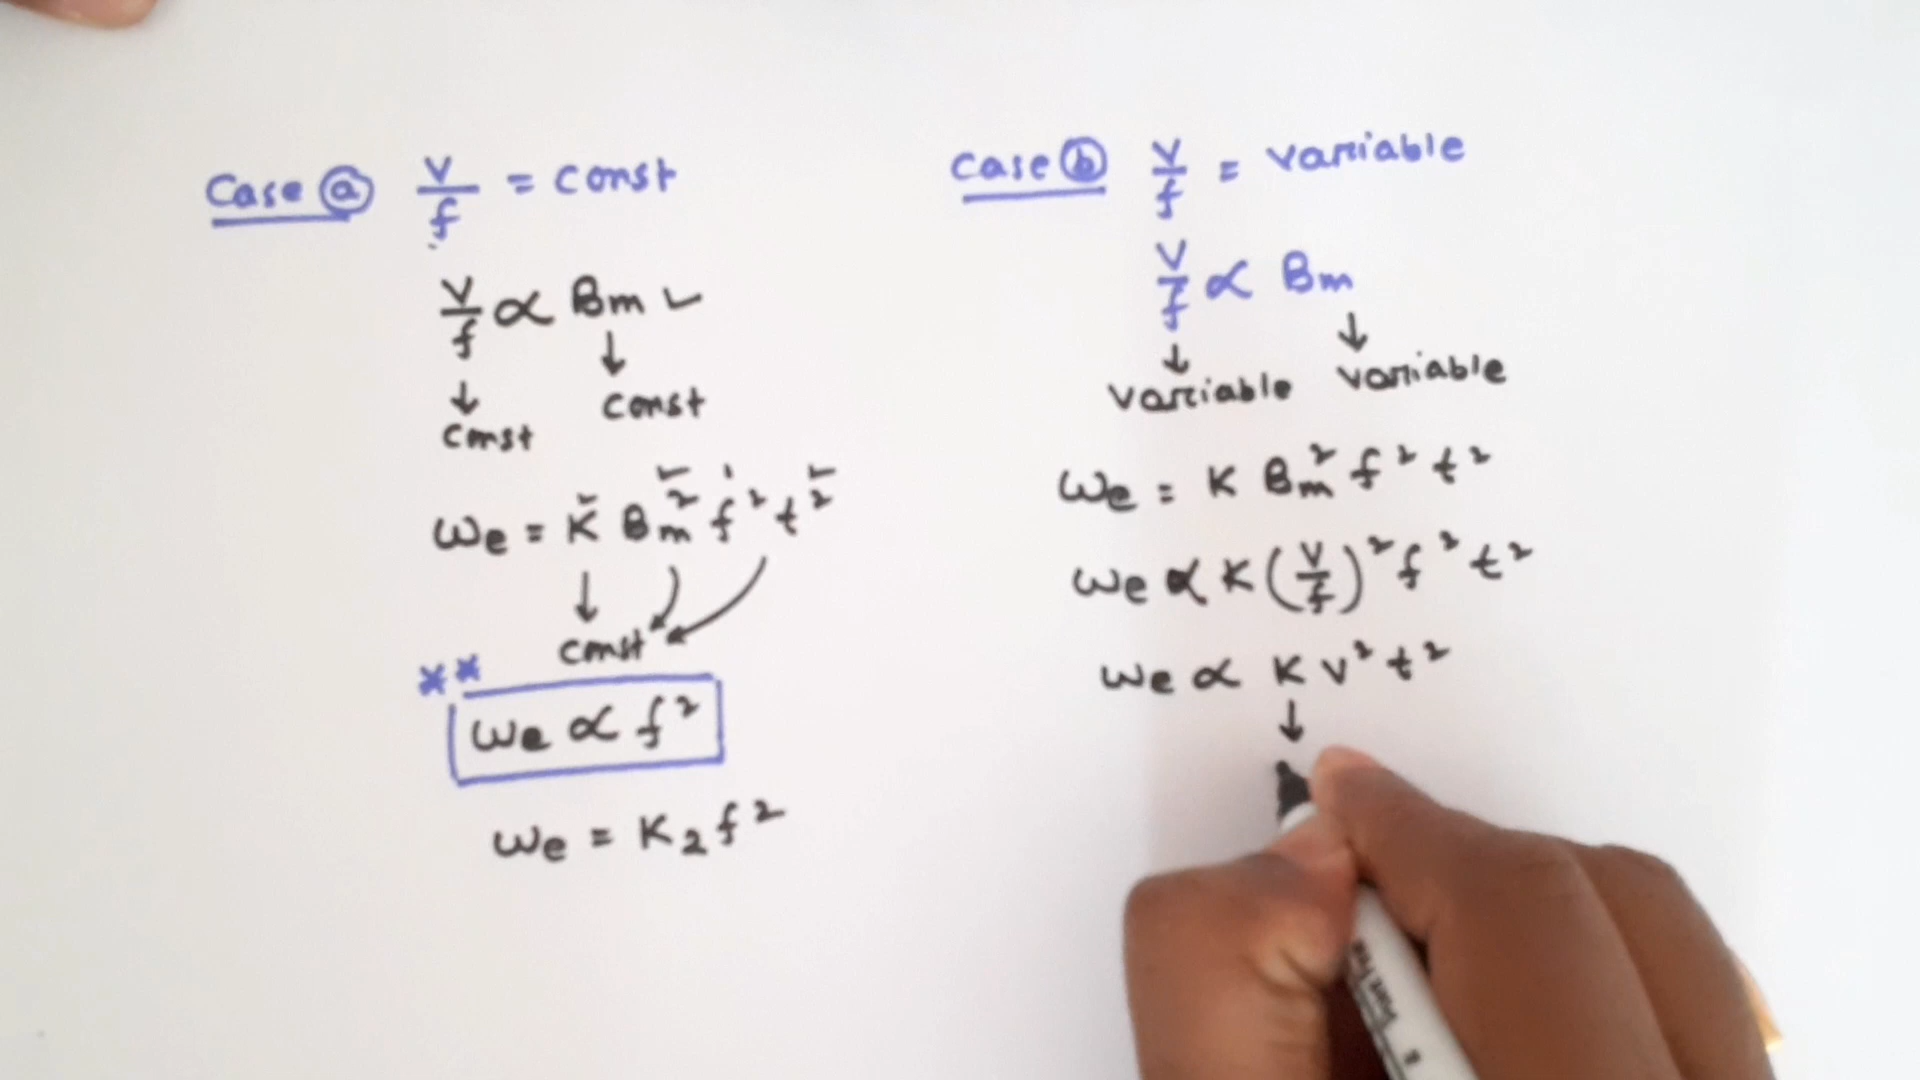 Case ⓐ V/f = const
V/f ∝ Bm ✓
↓ ↓
const const
We = K Bm² f² t²
↓
const
** We ∝ f²
We = K₂ f²
Case ⓑ V/f = variable
V/f ∝ Bm
↓ ↓
variable variable
We = K Bm² f² t²
We ∝ K (V/f)² f² t²
We ∝ K V² t²
↓